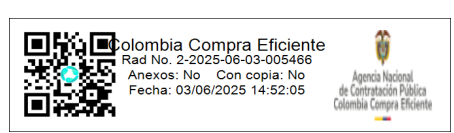 Colombia Compra Eficiente
Rad No. 2-2025-06-03-005466
Anexos: No Con copia: No
Fecha: 03/06/2025 14:52:05
Agencia Nacional
de Contratación Pública
Colombia Compra Eficiente